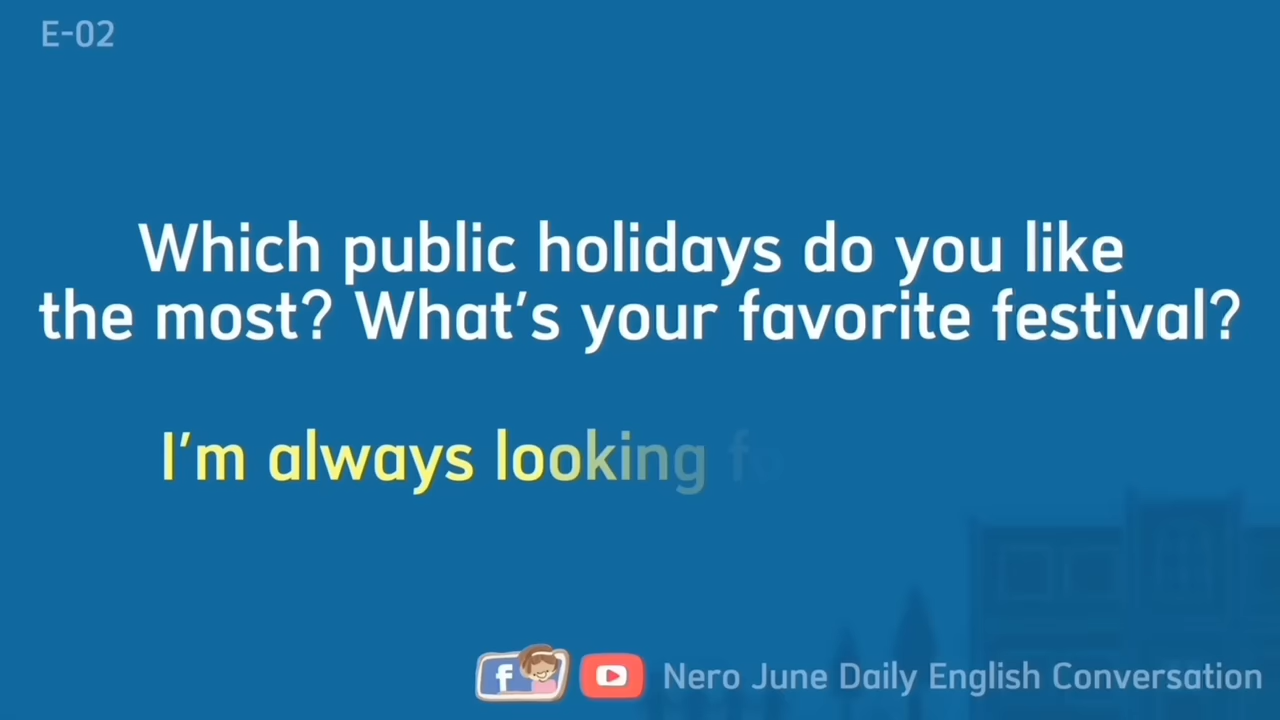 E-02
Which public holidays do you like
the most? What's your favorite festival?
I'm always looking
Nero June Daily English Conversation